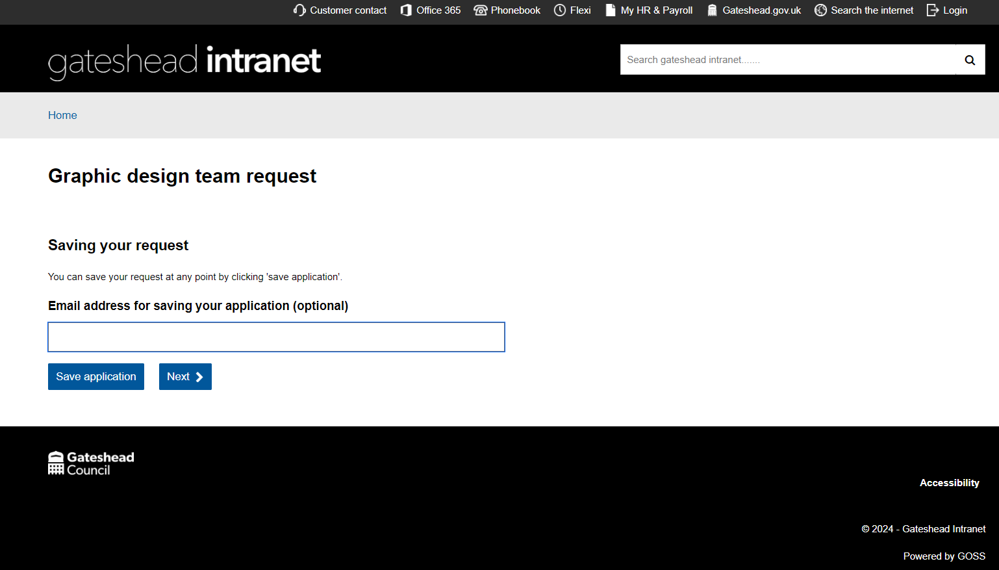 Customer contact Office 365 Phonebook Flexi My HR & Payroll Gateshead.gov.uk Search the internet Login
gateshead intranet
Search gateshead intranet.......
Home
Graphic design team request
Saving your request
You can save your request at any point by clicking 'save application'.
Email address for saving your application (optional)
Save application Next
Gateshead
Council
Accessibility
© 2024 - Gateshead Intranet
Powered by GOSS